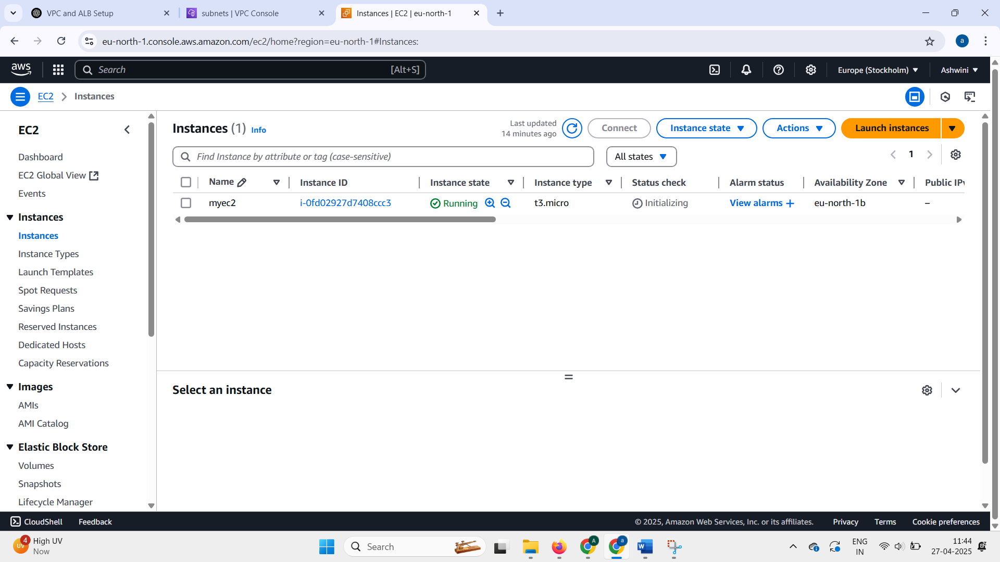 VPC and ALB Setup
subnets | VPC Console
Instances | EC2 | eu-north-1
eu-north-1.console.aws.amazon.com/ec2/home?region=eu-north-1#Instances:
a
aws
Search
[Alt+S]
Europe (Stockholm)
Ashwini
EC2
Instances
EC2
Dashboard
EC2 Global View
Events
Instances
Instances
Instance Types
Launch Templates
Spot Requests
Savings Plans
Reserved Instances
Dedicated Hosts
Capacity Reservations
Images
AMIs
AMI Catalog
Elastic Block Store
Volumes
Snapshots
Lifecycle Manager
Instances (1) Info
Last updated
14 minutes ago
Connect
Instance state
Actions
Launch instances
Find Instance by attribute or tag (case-sensitive)
All states
1
Name Instance ID Instance state Instance type Status check Alarm status Availability Zone Public IPv
myec2 i-0fd02927d7408ccc3 Running t3.micro Initializing View alarms + eu-north-1b –
Select an instance
CloudShell Feedback
© 2025, Amazon Web Services, Inc. or its affiliates. Privacy Terms Cookie preferences
4
UV
High UV
Now
Search
A
a
W
ENG
IN
11:44
27-04-2025